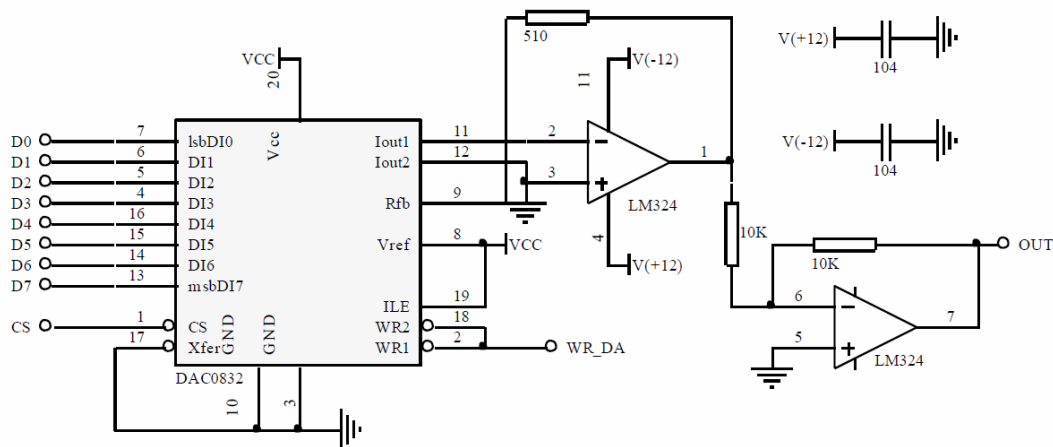 510
V(+12)
104
V(-12)
104
VCC
20
11
V(-12)
D0 7 lsbDI0 Vcc Iout1 11 2 −
D1 6 DI1 Iout2 12 1
D2 5 DI2 3 +
D3 4 DI3 Rfb 9 LM324
D4 16 DI4
D5 15 DI5 Vref 8 VCC 4 10K 10K OUT
D6 14 DI6 V(+12)
D7 13 msbDI7
ILE 19 6 −
CS 1 CS GND GND WR2 18 7
17 Xfer WR1 2 WR_DA 5 +
LM324
DAC0832
10 3